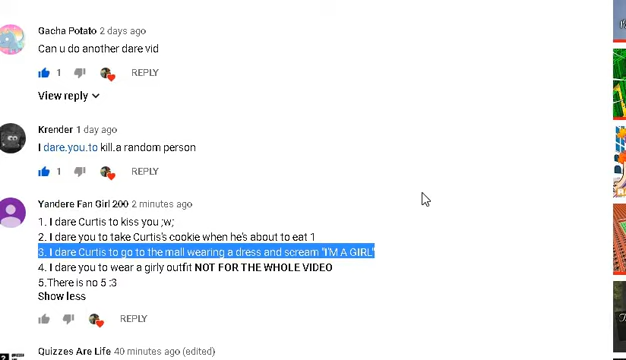 Gacha Potato 2 days ago
Can u do another dare vid
1 REPLY
View reply
Krender 1 day ago
I dare.you.to kill.a random person
1 REPLY
Yandere Fan Girl 200 2 minutes ago
1. I dare Curtis to kiss you ;w;
2. I dare you to take Curtis's cookie when he's about to eat 1
3. I dare Curtis to go to the mall wearing a dress and scream "I'M A GIRL"
4. I dare you to wear a girly outfit NOT FOR THE WHOLE VIDEO
5.There is no 5 :3
Show less
REPLY
Quizzes Are Life 40 minutes ago (edited)